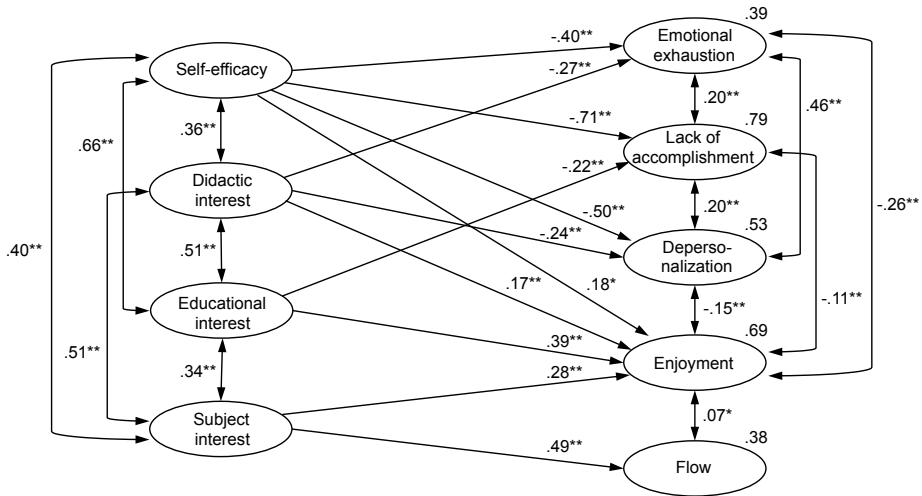 .39
Emotional
exhaustion
Self-efficacy
-.40**
-.27**
.20**
.46**
.79
.36**
-.71**
Lack of
accomplishment
.66**
Didactic
interest
-.22**
.20**
-.26**
-.50**
.53
-.24**
Deperso-
nalization
.40**
.51**
.17**
.18*
-.15**
-.11**
Educational
interest
.69
.39**
Enjoyment
.51**
.34**
.28**
.07*
Subject
interest
.49**
.38
Flow